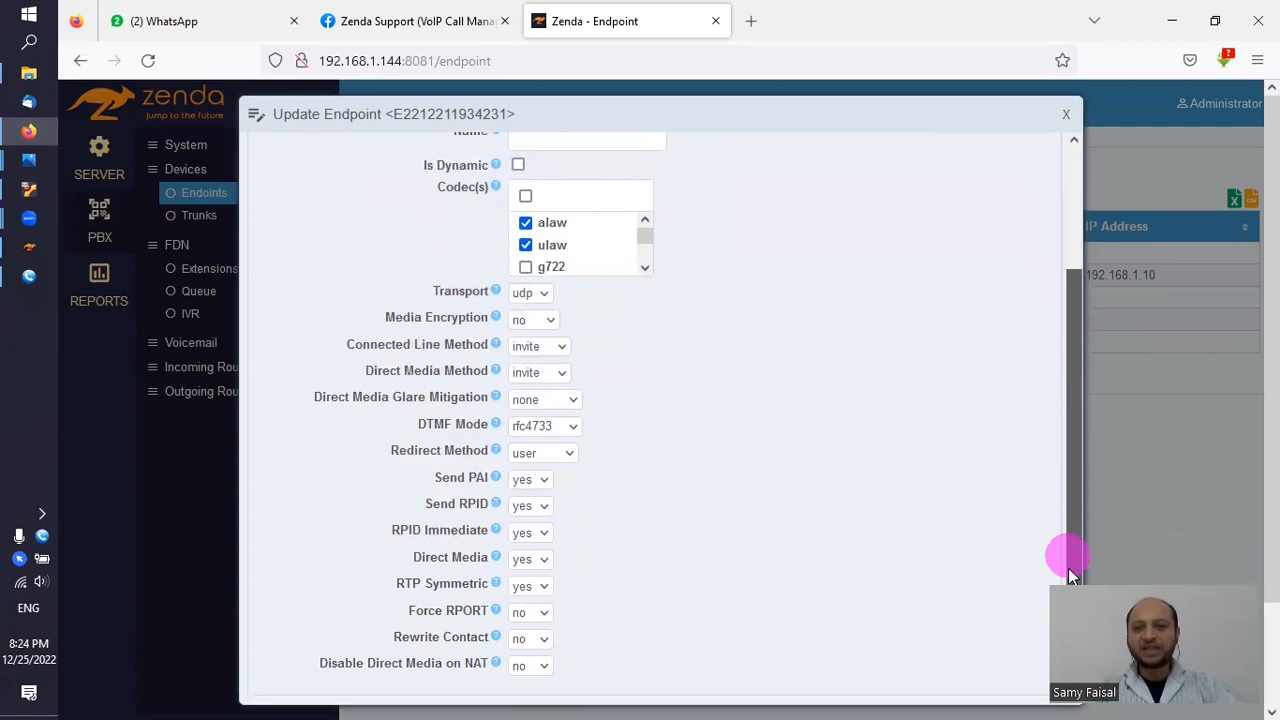 (2) WhatsApp
Zenda Support (VoIP Call Mana
Zenda - Endpoint
192.168.1.144:8081/endpoint
?
zenda
jump to the future
Administrator
Update Endpoint <E2212211934231>
X
SERVER
PBX
REPORTS
System
Devices
Endoints
Trunks
FDN
Extensions
Queue
IVR
Voicemail
Incoming Rou
Outgoing Rou
Name
Is Dynamic
Codec(s)
alaw
ulaw
g722
Transport udp
Media Encryption no
Connected Line Method invite
Direct Media Method invite
Direct Media Glare Mitigation none
DTMF Mode rfc4733
Redirect Method user
Send PAI yes
Send RPID yes
RPID Immediate yes
Direct Media yes
RTP Symmetric yes
Force RPORT no
Rewrite Contact no
Disable Direct Media on NAT no
IP Address
192.168.1.10
ENG
8:24 PM
12/25/2022
Samy Faisal